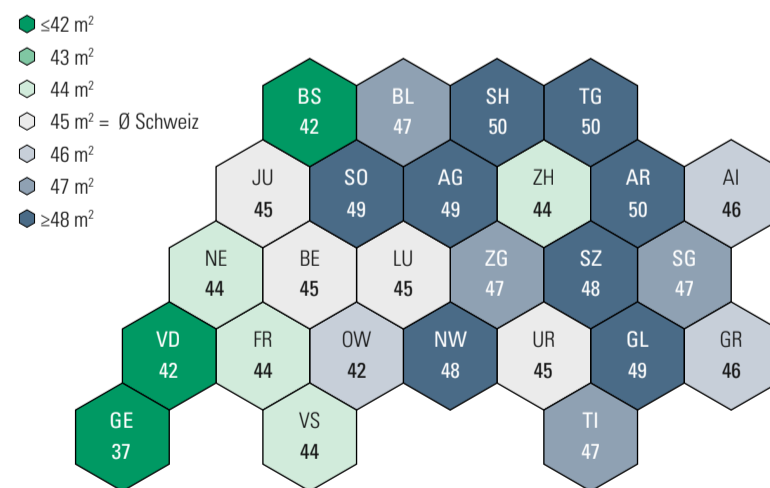 ≤42 m²
43 m²
44 m²
45 m² = Ø Schweiz
46 m²
47 m²
≥48 m²
BS BL SH TG
42 47 50 50
JU SO AG ZH AR AI
45 49 49 44 50 46
NE BE LU ZG SZ SG
44 45 45 47 48 47
VD FR OW NW UR GL GR
42 44 42 48 45 49 46
GE VS TI
37 44 47